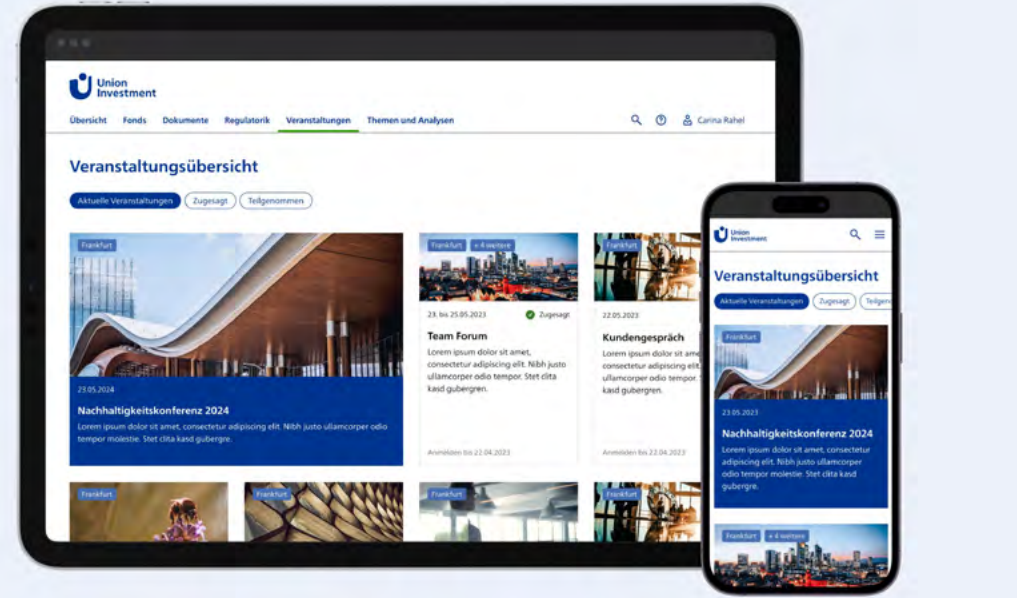 Union
Investment
Übersicht Fonds Dokumente Regulatorik Veranstaltungen Themen und Analysen Carina Rahel
Veranstaltungsübersicht
Aktuelle Veranstaltungen Zugesagt Teilgenommen
Frankfurt
23.05.2024
Nachhaltigkeitskonferenz 2024
Lorem ipsum dolor sit amet, consectetur adipiscing elit. Nibh justo ullamcorper odio
tempor molestie. Stet clita kasd gubergre.
Frankfurt + 4 weitere
23. bis 25.05.2023 Zugesagt
Team Forum
Lorem ipsum dolor sit amet,
consectetur adipiscing elit. Nibh justo
ullamcorper odio tempor. Stet clita
kasd gubergren.
Anmelden bis 22.04.2023
Frankfurt
22.05.2023
Kundengespräch
Lorem ipsum dolor sit ame
consectetur adipiscing elit
ullamcorper odio tempor.
kasd gubergren.
Anmelden bis 22.04.2023
Frankfurt
Frankfurt
Frankfurt
Frankfurt
Union
Investment
Veranstaltungsübersicht
Aktuelle Veranstaltungen Zugesagt Teilgen
Frankfurt
23.05.2023
Nachhaltigkeitskonferenz 2024
Lorem ipsum dolor sit amet, consectetur
adipiscing elit. Nibh justo ullamcorper
odio tempor molestie. Stet clita kasd
gubergre.
Frankfurt + 4 weitere